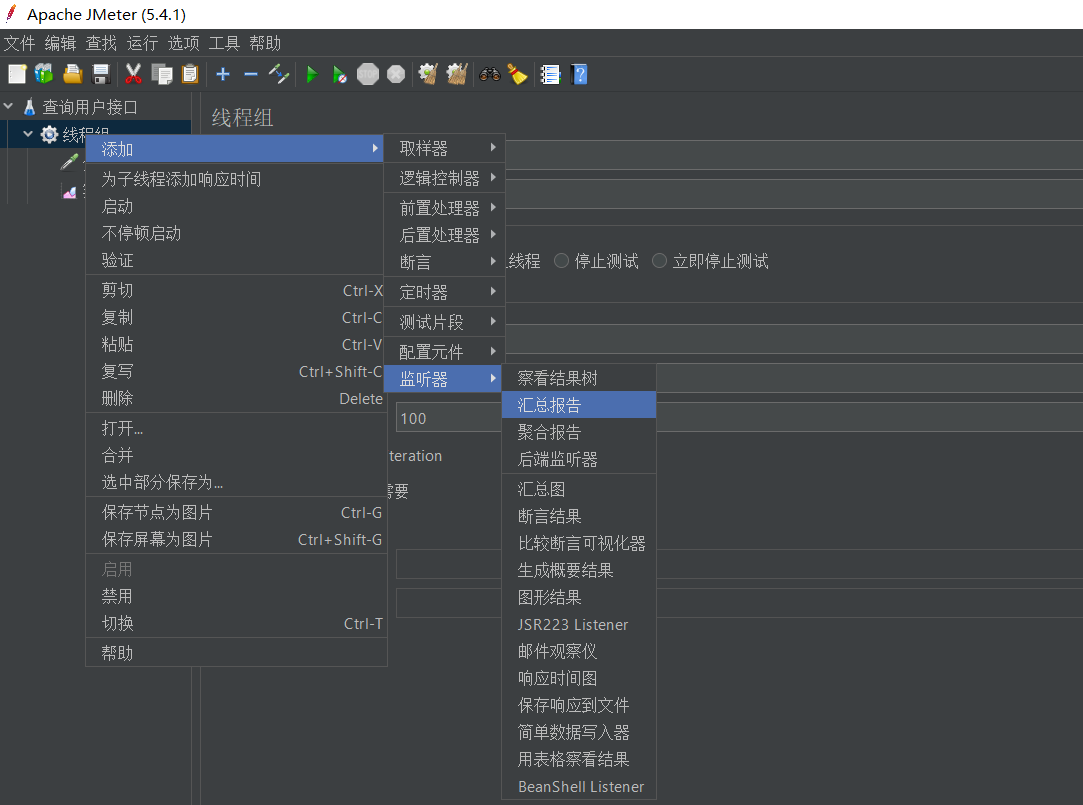 Apache JMeter (5.4.1)
文件 编辑 查找 运行 选项 工具 帮助
STOP
查询用户接口
线程组
线程组
添加
为子线程添加响应时间
启动
不停顿启动
验证
剪切 Ctrl-X
复制 Ctrl-C
粘贴 Ctrl-V
复写 Ctrl+Shift-C
删除 Delete
打开...
合并
选中部分保存为...
保存节点为图片 Ctrl-G
保存屏幕为图片 Ctrl+Shift-G
启用
禁用
切换 Ctrl-T
帮助
取样器
逻辑控制器
前置处理器
后置处理器
断言
定时器
测试片段
配置元件
监听器
线程 停止测试 立即停止测试
100
teration
需要
察看结果树
汇总报告
聚合报告
后端监听器
汇总图
断言结果
比较断言可视化器
生成概要结果
图形结果
JSR223 Listener
邮件观察仪
响应时间图
保存响应到文件
简单数据写入器
用表格察看结果
BeanShell Listener